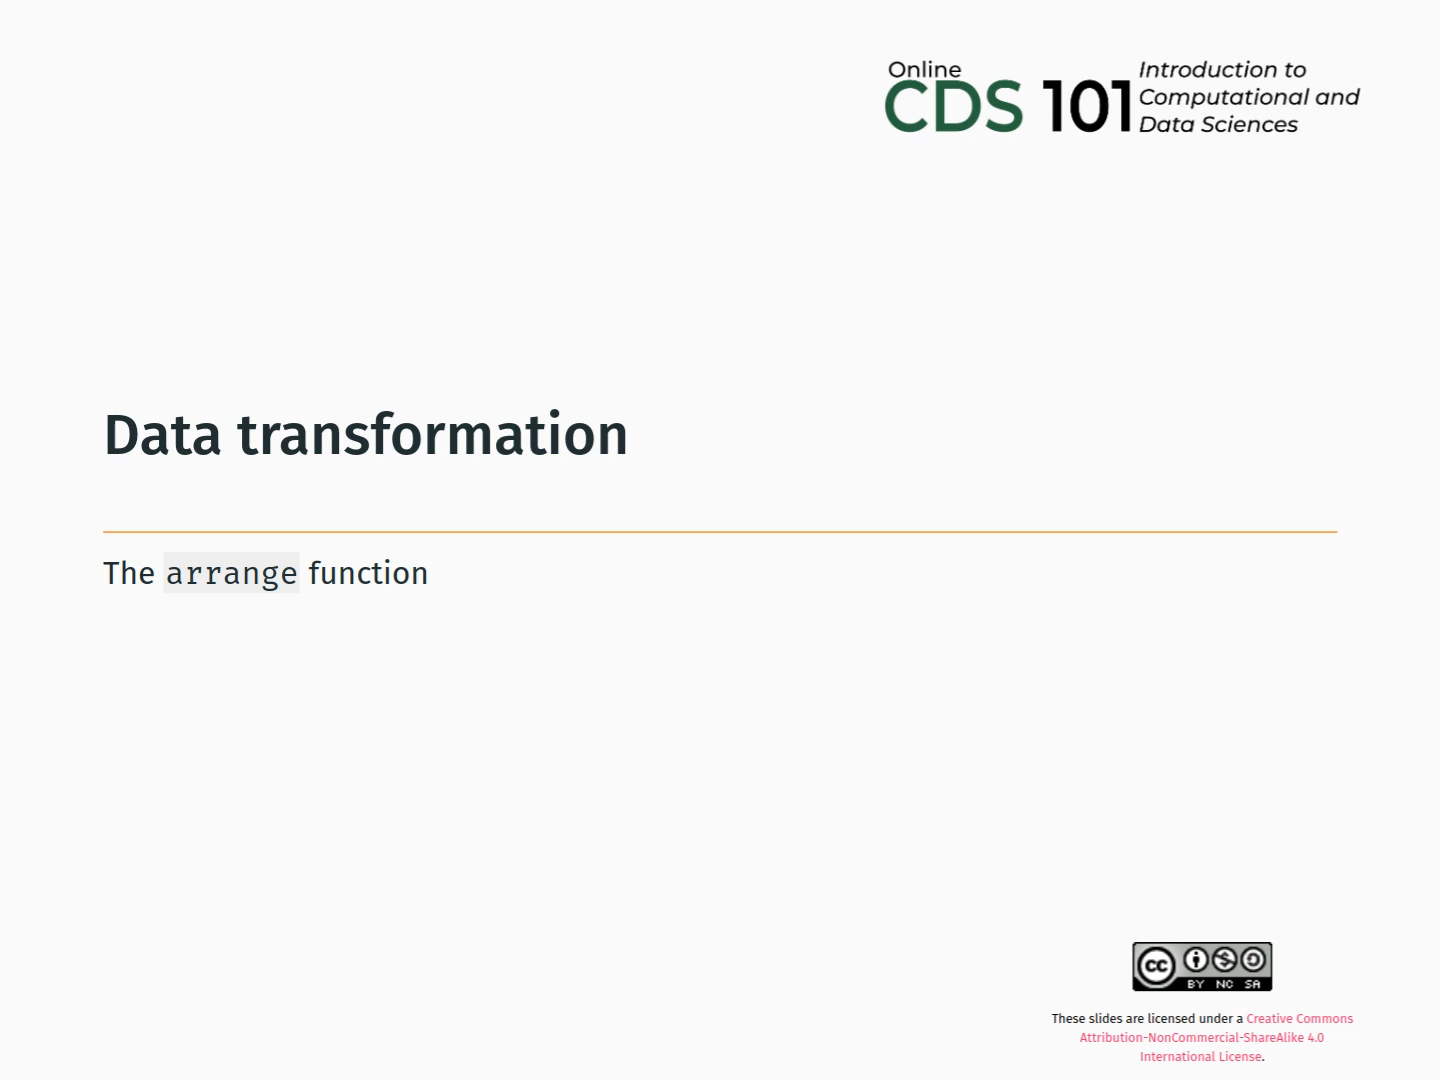 Online
CDS 101
Introduction to
Computational and
Data Sciences
Data transformation
The arrange function
cc
BY NC SA
These slides are licensed under a Creative Commons
Attribution-NonCommercial-ShareAlike 4.0
International License.